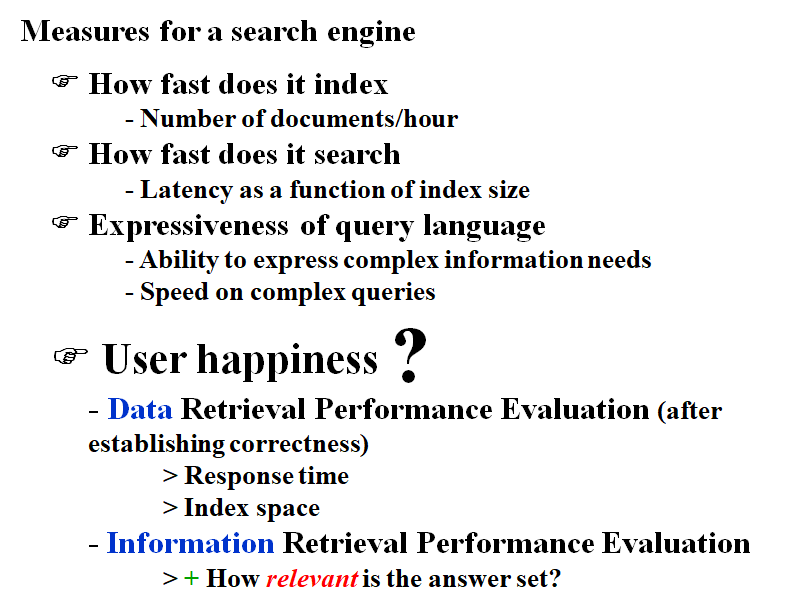 Measures for a search engine
☞ How fast does it index
- Number of documents/hour
☞ How fast does it search
- Latency as a function of index size
☞ Expressiveness of query language
- Ability to express complex information needs
- Speed on complex queries
☞ User happiness ?
- Data Retrieval Performance Evaluation (after
establishing correctness)
> Response time
> Index space
- Information Retrieval Performance Evaluation
> + How relevant is the answer set?